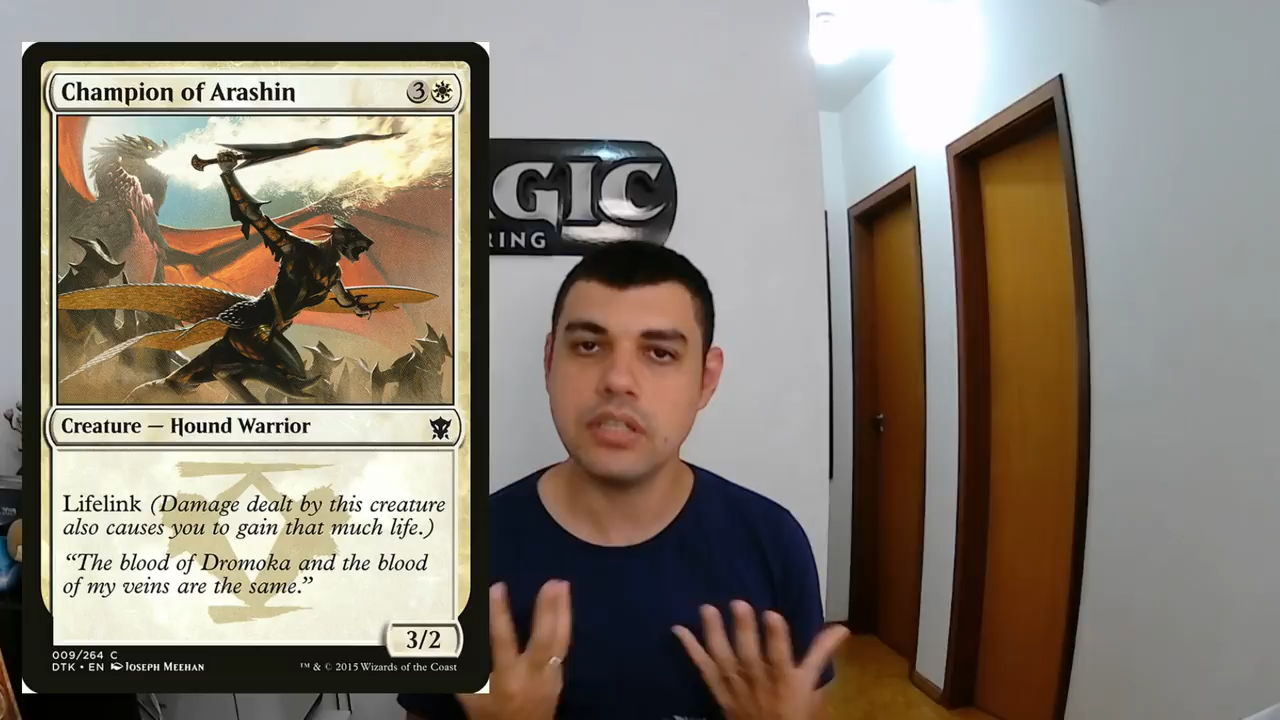 Champion of Arashin 3
GIC
RING
Creature — Hound Warrior
Lifelink (Damage dealt by this creature
also causes you to gain that much life.)
“The blood of Dromoka and the blood
of my veins are the same.”
3/2
009/264 C
DTK • EN JOSEPH MEEHAN
™ & © 2015 Wizards of the Coast